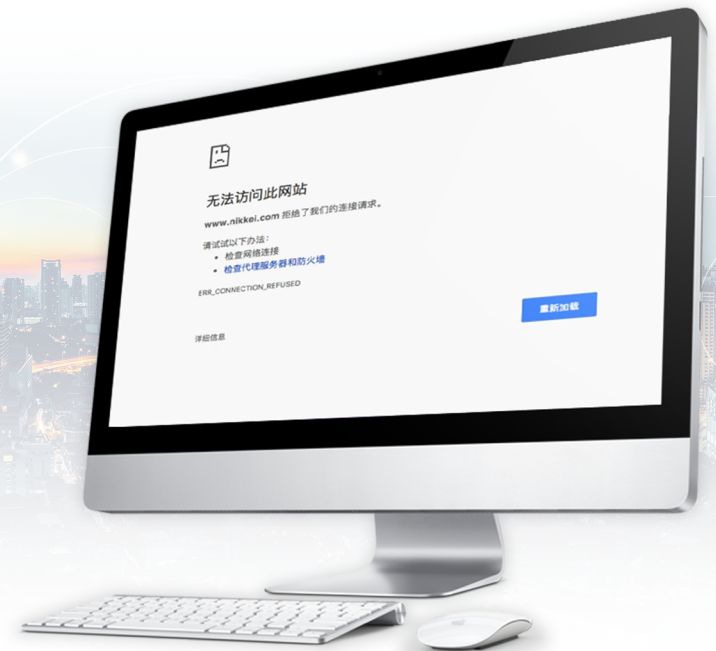 无法访问此网站
www.nikkei.com 拒绝了我们的连接请求。
请试试以下办法：
• 检查网络连接
• 检查代理服务器和防火墙
ERR_CONNECTION_REFUSED
重新加载
详细信息